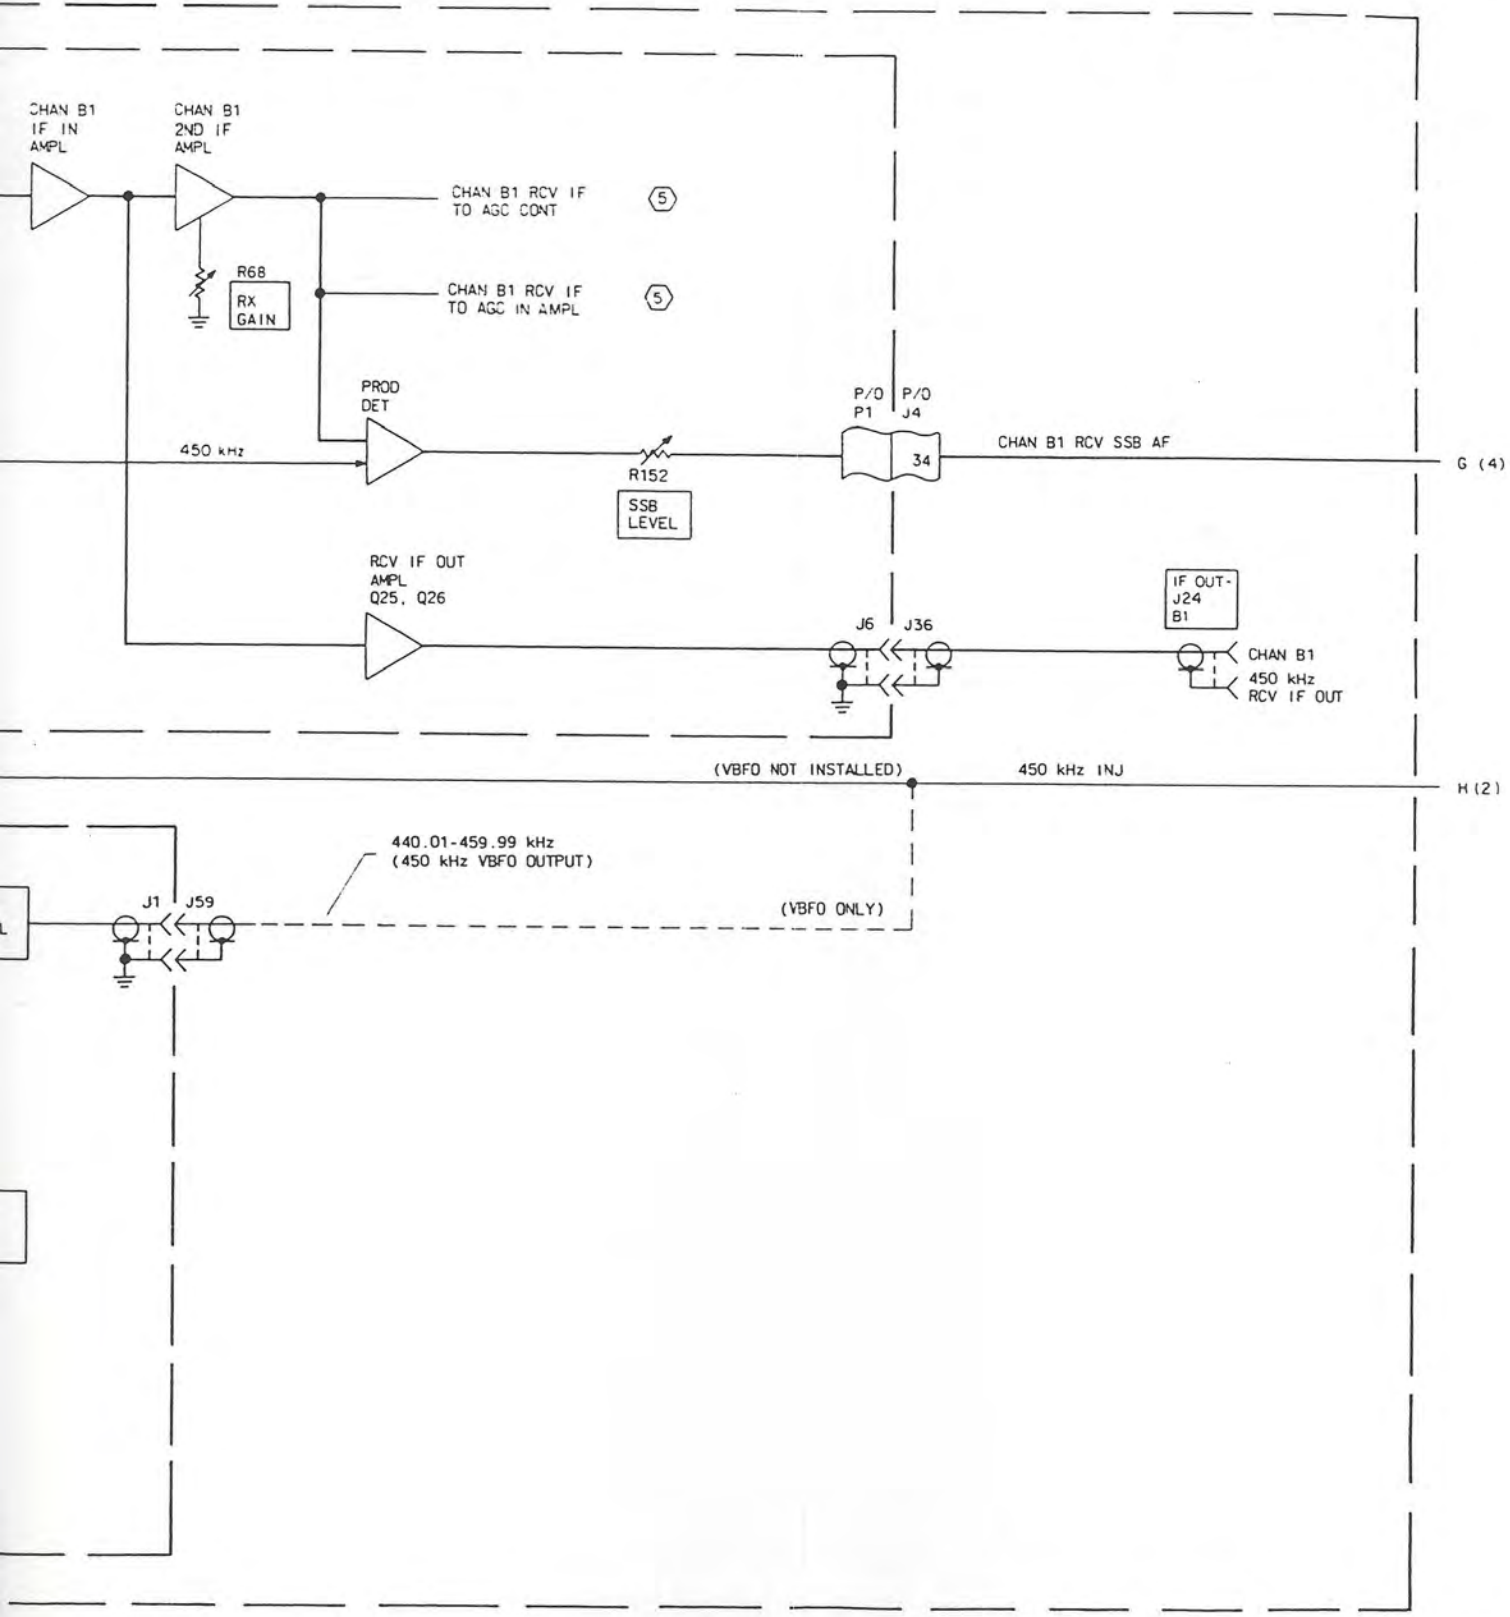 CHAN B1
IF IN
AMPL
CHAN B1
2ND IF
AMPL
CHAN B1 RCV IF
TO AGC CONT
5
R68
RX
GAIN
CHAN B1 RCV IF
TO AGC IN AMPL
5
PROD
DET
450 kHz
R152
SSB
LEVEL
P/O P/O
P1 J4
34
CHAN B1 RCV SSB AF
G (4)
RCV IF OUT
AMPL
Q25, Q26
J6 J36
IF OUT-
J24
B1
CHAN B1
450 kHz
RCV IF OUT
(VBFO NOT INSTALLED)
450 kHz INJ
H (2)
440.01-459.99 kHz
(450 kHz VBFO OUTPUT)
(VBFO ONLY)
J1 J59
L